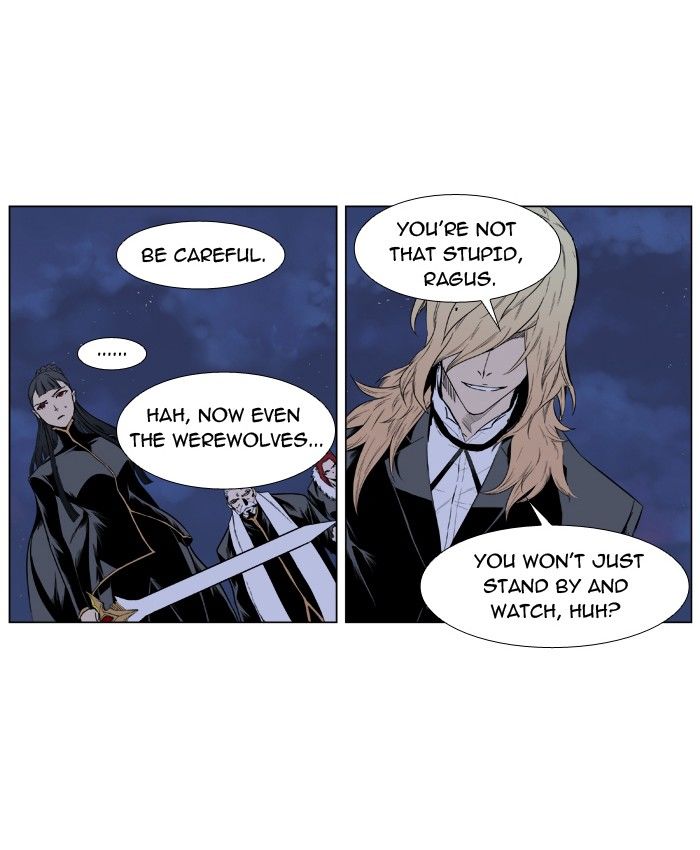 BE CAREFUL.
......
HAH, NOW EVEN
THE WEREWOLVES...
YOU'RE NOT
THAT STUPID,
RAGUS.
YOU WON'T JUST
STAND BY AND
WATCH, HUH?